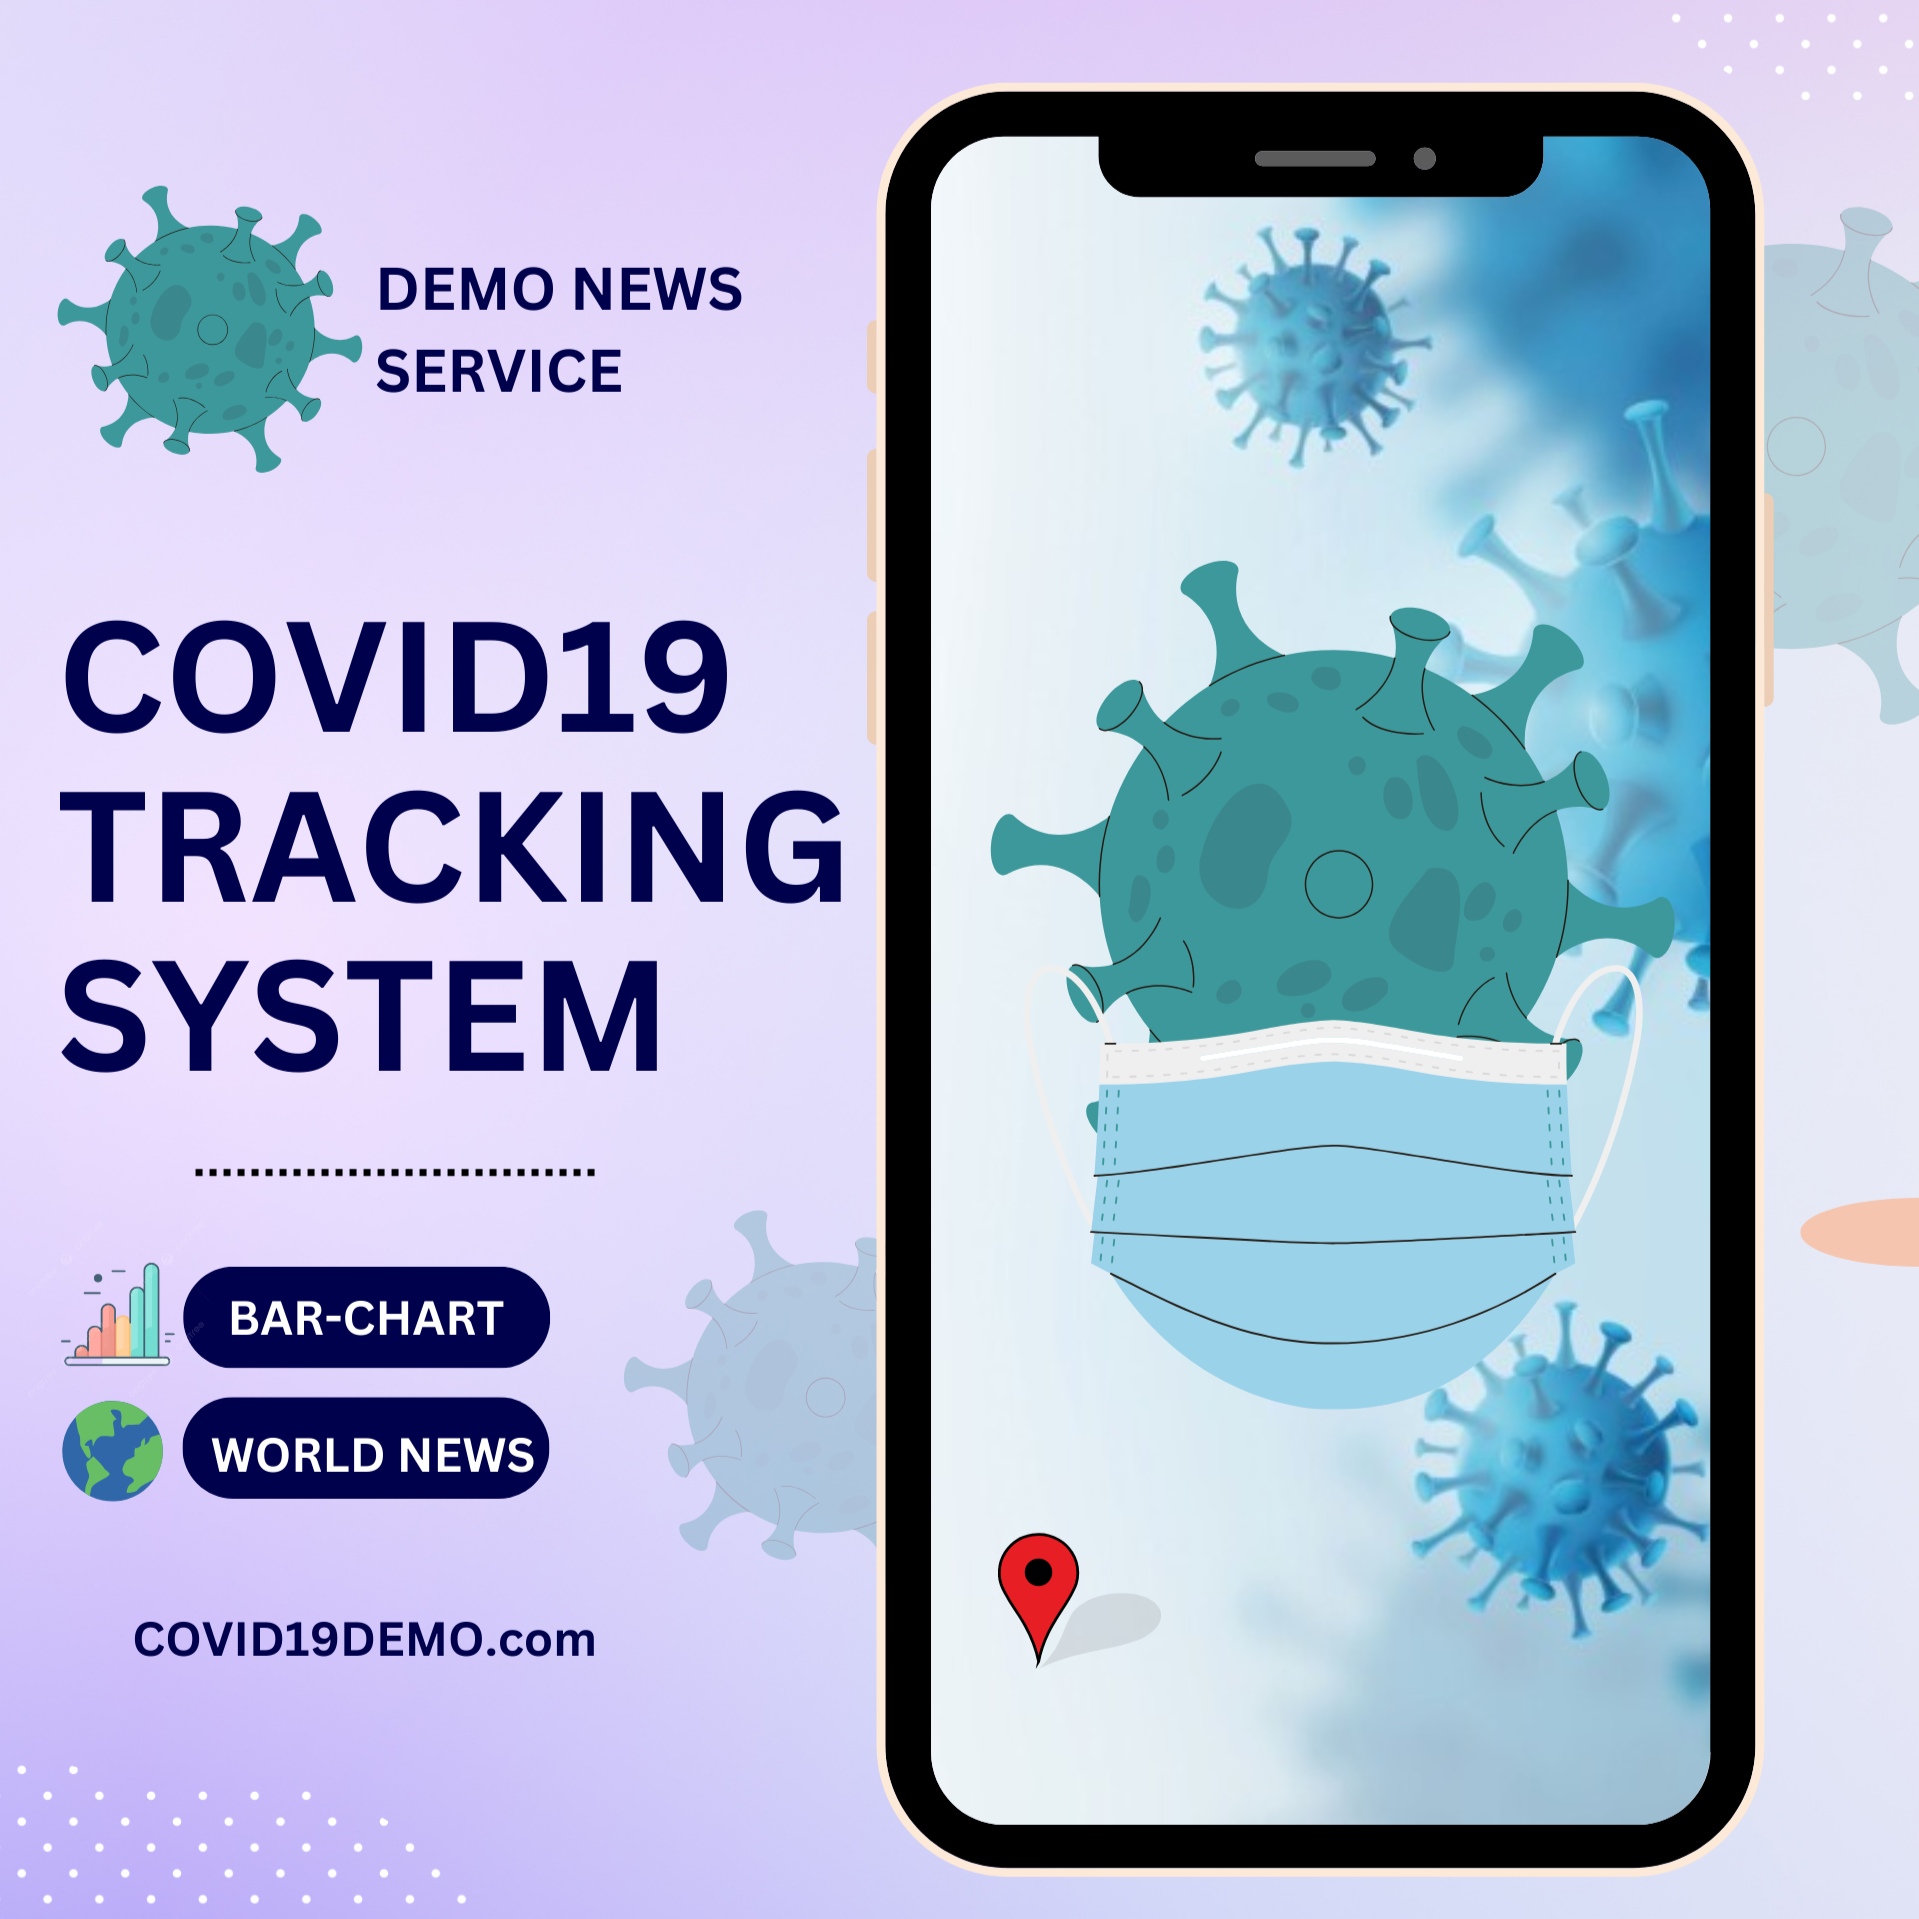 DEMO NEWS
SERVICE
COVID19
TRACKING
SYSTEM
BAR-CHART
WORLD NEWS
COVID19DEMO.com